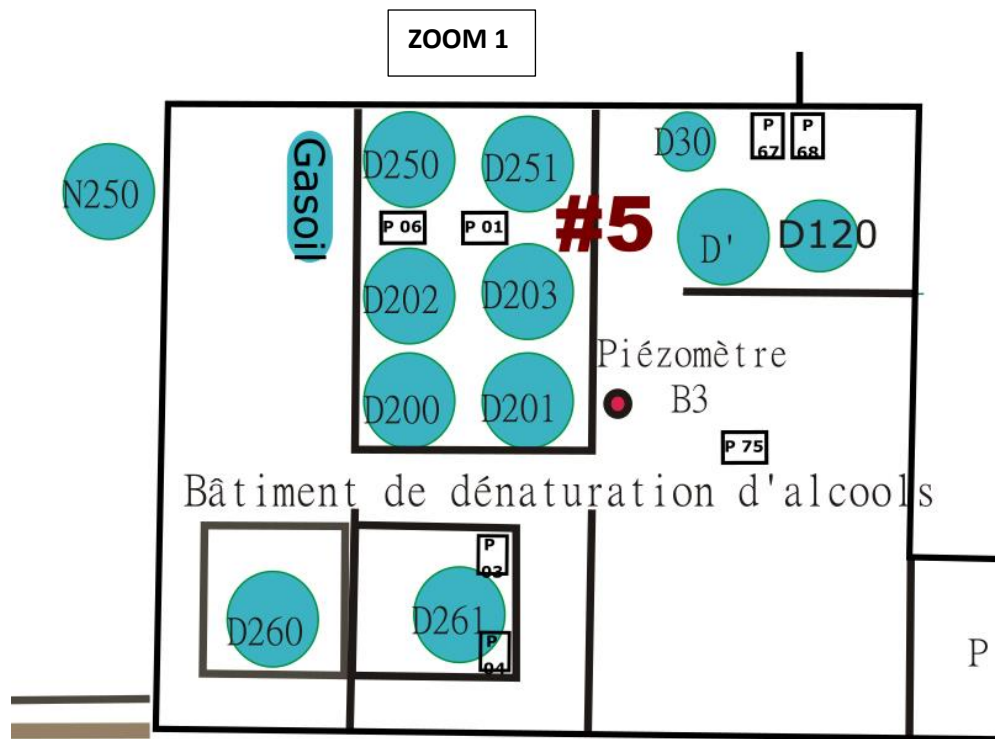 ZOOM 1
N250
Gasoil
D250
D251
D30
P
67
P
68
P 06
P 01
#5
D'
D120
D202
D203
Piézomètre
B3
D200
D201
P 75
Bâtiment de dénaturation d'alcools
P
03
D260
D261
P
04
P